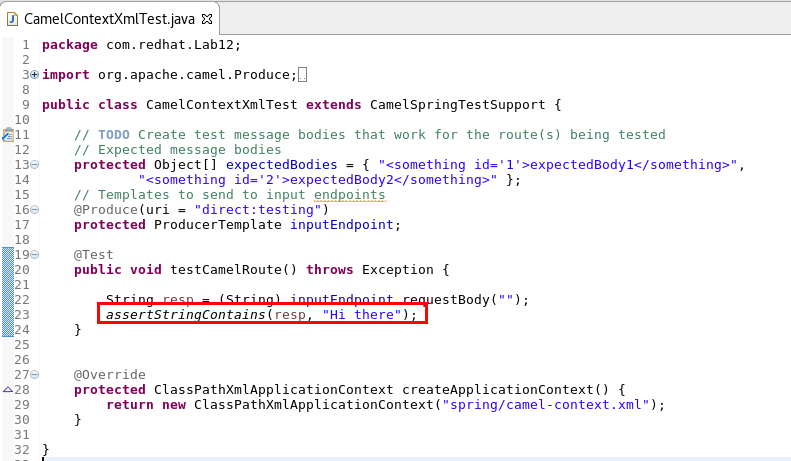 CamelContextXmlTest.java
1 package com.redhat.Lab12;
2
3 import org.apache.camel.Produce;
8
9 public class CamelContextXmlTest extends CamelSpringTestSupport {
10
11     // TODO Create test message bodies that work for the route(s) being tested
12     // Expected message bodies
13     protected Object[] expectedBodies = { "<something id='1'>expectedBody1</something>",
14             "<something id='2'>expectedBody2</something>" };
15     // Templates to send to input endpoints
16     @Produce(uri = "direct:testing")
17     protected ProducerTemplate inputEndpoint;
18
19     @Test
20     public void testCamelRoute() throws Exception {
21
22         String resp = (String) inputEndpoint.requestBody("");
23         assertStringContains(resp, "Hi there");
24     }
25
26
27     @Override
28     protected ClassPathXmlApplicationContext createApplicationContext() {
29         return new ClassPathXmlApplicationContext("spring/camel-context.xml");
30     }
31
32 }